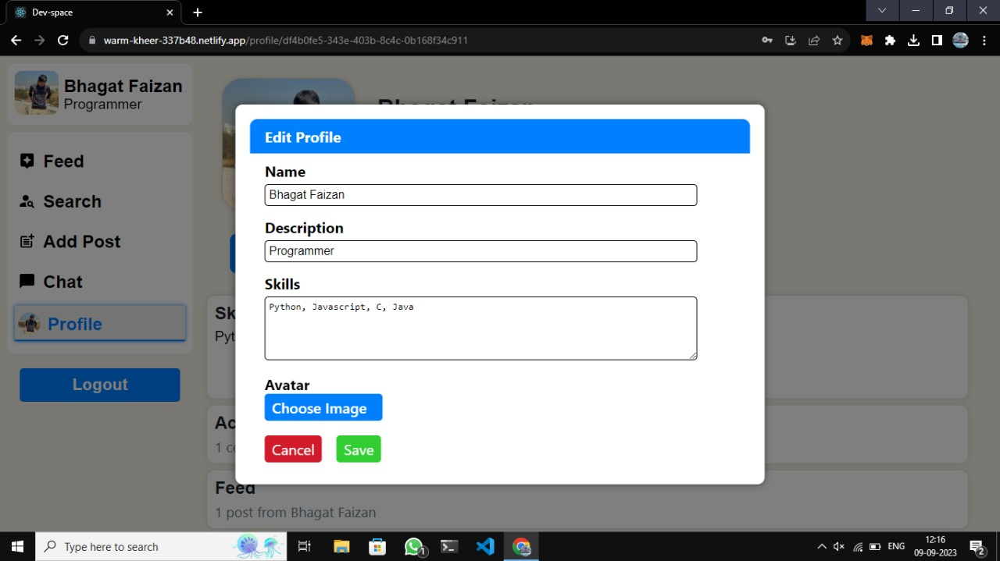 Dev-space
warm-kheer-337b48.netlify.app/profile/df4b0fe5-343e-403b-8c4c-0b168f34c911
Bhagat Faizan
Programmer
Feed
Search
Add Post
Chat
Profile
Logout
Bhagat Faizan
Edit Profile
Name
Bhagat Faizan
Description
Programmer
Skills
Python, Javascript, C, Java
Avatar
Choose Image
Cancel
Save
Sk
Pyt
Ac
1 ce
Feed
1 post from Bhagat Faizan
Type here to search
1
ENG
12:16
09-09-2023
2